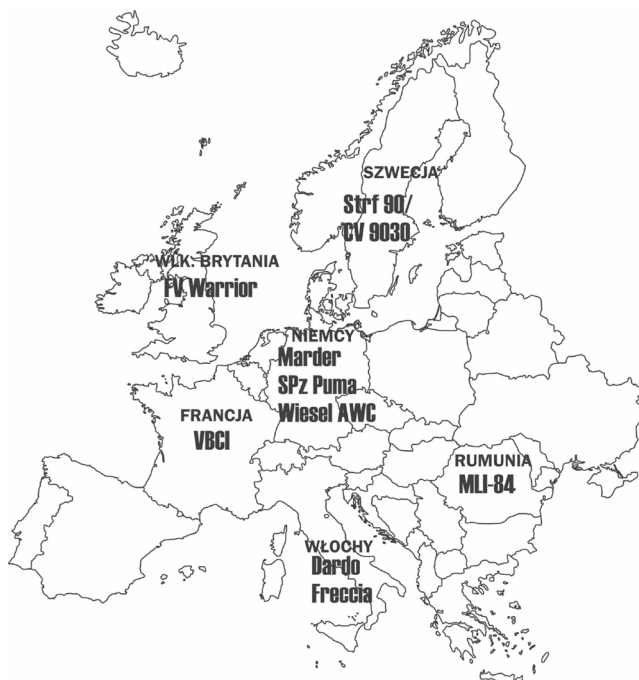 SZWECJA
Strf 90/
CV 9030
WLK. BRYTANIA
FV Warrior
NIEMCY
Marder
SPz Puma
Wiesel AWC
FRANCJA
VBCI
RUMUNIA
MLI-84
WŁOCHY
Dardo
Freccia